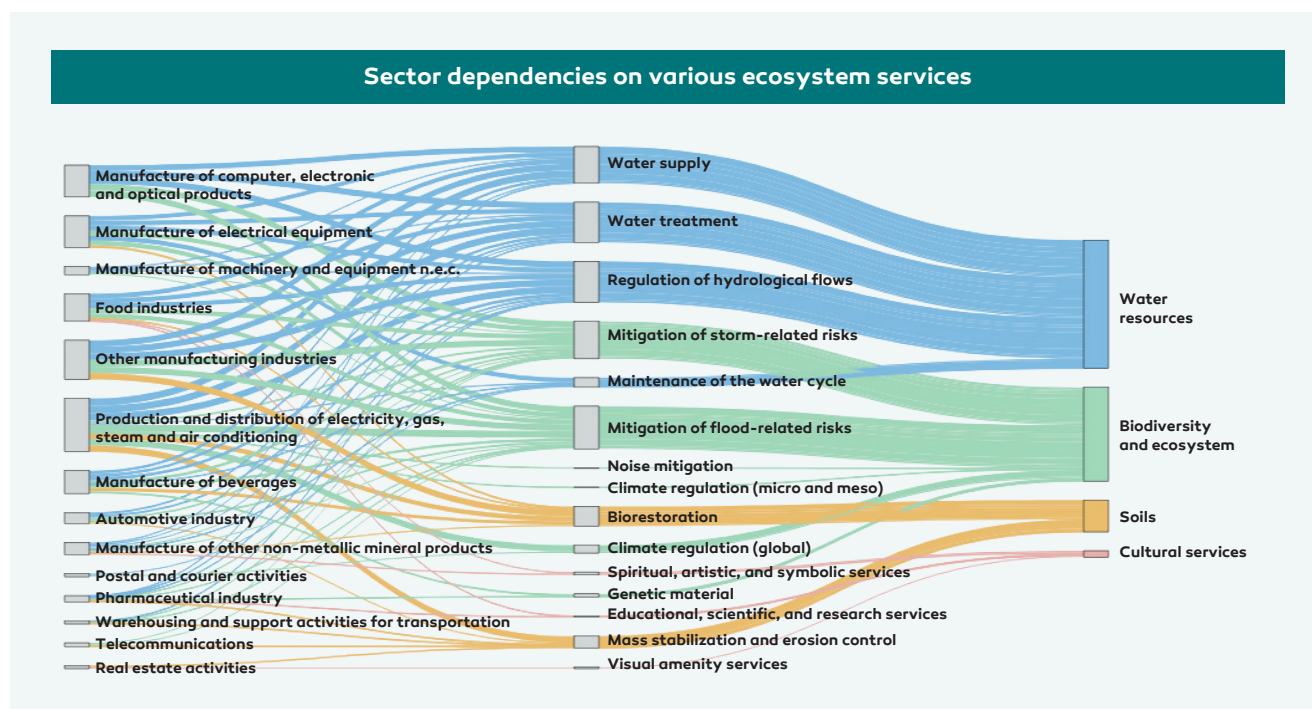 Sector dependencies on various ecosystem services
Manufacture of computer, electronic
and optical products
Manufacture of electrical equipment
Manufacture of machinery and equipment n.e.c.
Food industries
Other manufacturing industries
Production and distribution of electricity, gas,
steam and air conditioning
Manufacture of beverages
Automotive industry
Manufacture of other non-metallic mineral products
Postal and courier activities
Pharmaceutical industry
Warehousing and support activities for transportation
Telecommunications
Real estate activities
Water supply
Water treatment
Regulation of hydrological flows
Mitigation of storm-related risks
Maintenance of the water cycle
Mitigation of flood-related risks
Noise mitigation
Climate regulation (micro and meso)
Biorestoration
Climate regulation (global)
Spiritual, artistic, and symbolic services
Genetic material
Educational, scientific, and research services
Mass stabilization and erosion control
Visual amenity services
Water
resources
Biodiversity
and ecosystem
Soils
Cultural services